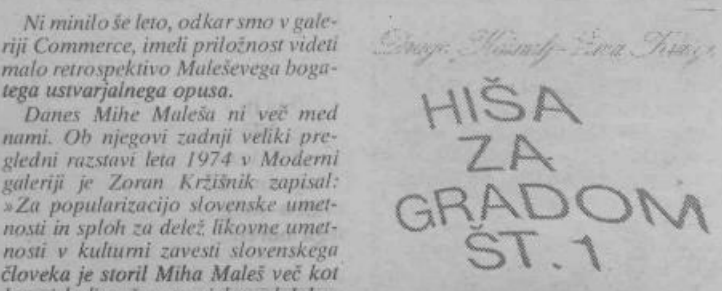 Ni minilo še leto, odkar smo v gale-
riji Commerce, imeli priložnost videti
malo retrospektivo Maleševega boga-
tega ustvarjalnega opusa.
Danes Mihe Maleša ni več med
nami. Ob njegovi zadnji veliki pre-
gledni razstavi leta 1974 v Moderni
galeriji je Zoran Kržišnik zapisal:
»Za popularizacijo slovenske umet-
nosti in sploh za delež likovne umet-
nosti v kulturni zavesti slovenskega
človeka je storil Miha Maleš več kot
HIŠA
ZA
GRADOM
ŠT. 1